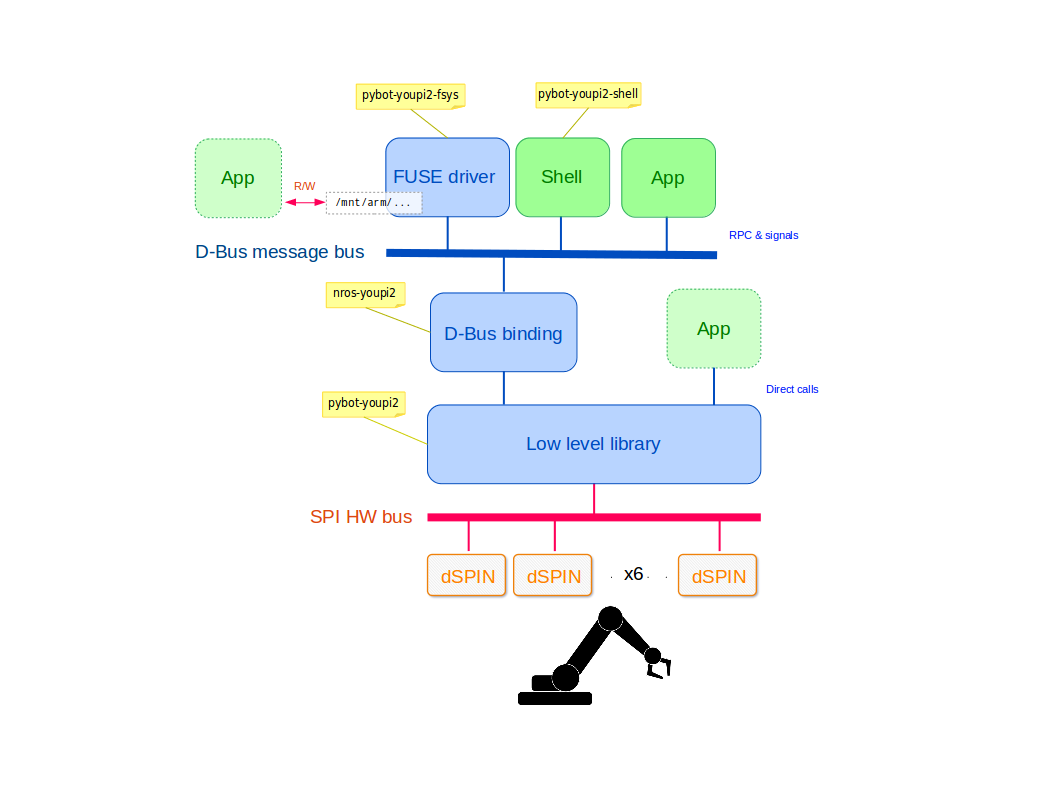 pybot-youpi2-fsys
pybot-youpi2-shell
App
FUSE driver
Shell
App
R/W
/mnt/arm/...
D-Bus message bus
RPC & signals
nros-youpi2
D-Bus binding
App
Direct calls
pybot-youpi2
Low level library
SPI HW bus
dSPIN
dSPIN
. x6 . .
dSPIN